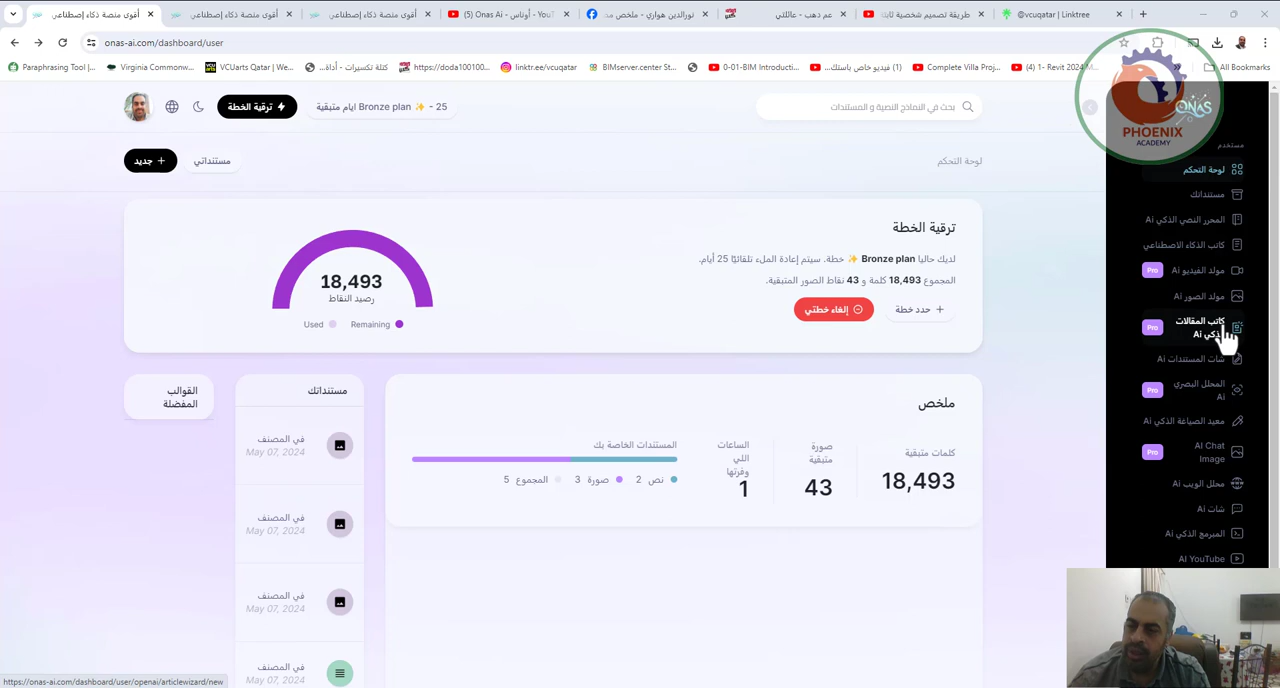 أقوى منصة ذكاء إصطناعي
أقوى منصة ذكاء إصطناعي
أقوى منصة ذكاء إصطناعي
(5) Onas Ai - أوناس - YouT
نورالدين هواري - ملخص مد
عم دهب - عاللتي
طريقة تصميم شخصية ثابتة
@vcuqatar | Linktree
onas-ai.com/dashboard/user
Paraphrasing Tool |...
Virginia Commonw...
VCUarts Qatar | We...
كتلة تكسيرات - أداة...
https://www.instag...
linktr.ee/vcuqatar
BIMserver.center St...
0-01-BIM Introducti...
(1) فيديو خاص باستك...
Complete Villa Proj...
(4) 1- Revit 2024 M...
All Bookmarks
ترقية الخطة
Bronze plan ✨ - 25 ايام متبقية
بحث في النماذج النصية و المستندات
ONAS
PHOENIX
ACADEMY
مستخدم
لوحة التحكم
مستنداتك
المحرر النصي الذكي Ai
كاتب الذكاء الاصطناعي
مولد الفيديو Ai
Pro
مولد الصور Ai
كاتب المقالات
الذكي Ai
Pro
شات المستندات Ai
المحلل البصري
Ai
Pro
معيد الصياغة الذكي Ai
AI Chat
Image
Pro
محلل الويب Ai
شات Ai
المبرمج الذكي Ai
AI YouTube
لوحة التحكم
مستنداتي
+ جديد
ترقية الخطة
لديك حاليا Bronze plan ✨ خطة. سيتم إعادة الملء تلقائيًا 25 أيام.
المجموع 18,493 كلمة و 43 نقاط الصور المتبقية.
+ حدد خطة
إلغاء خطتي
18,493
رصيد النقاط
Used
Remaining
ملخص
كلمات متبقية
18,493
صورة
متبقية
43
الساعات
اللي
وفرتها
1
المستندات الخاصة بك
نص 2
صورة 3
المجموع 5
مستنداتك
في المصنف
May 07, 2024
في المصنف
May 07, 2024
في المصنف
May 07, 2024
في المصنف
May 07, 2024
القوالب
المفضلة
https://onas-ai.com/dashboard/user/openai/articlewizard/new